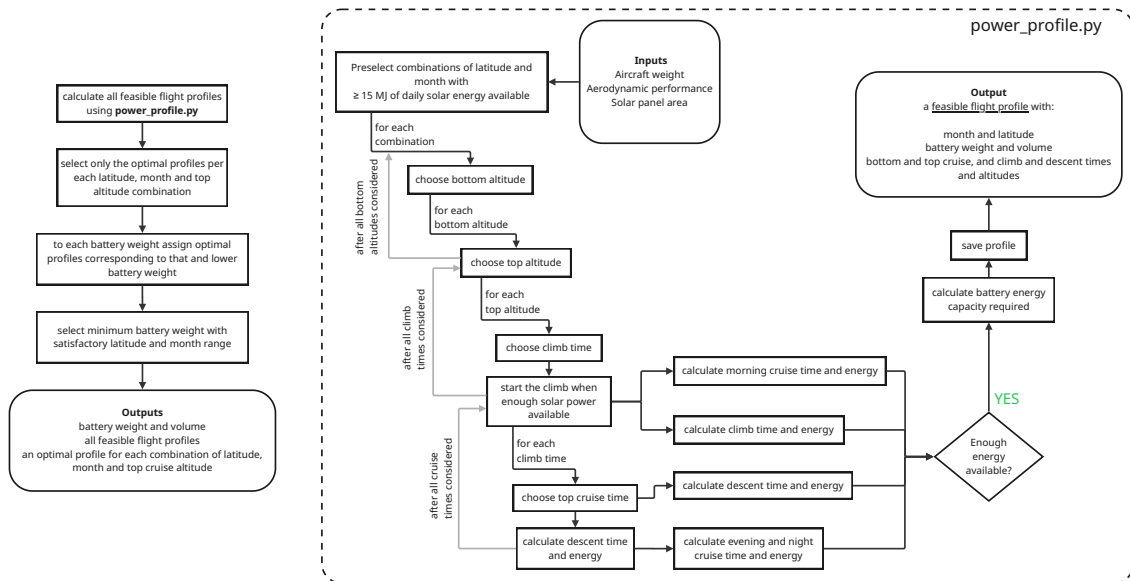 calculate all feasible flight profiles
using power_profile.py
select only the optimal profiles per
each latitude, month and top
altitude combination
to each battery weight assign optimal
profiles corresponding to that and lower
battery weight
select minimum battery weight with
satisfactory latitude and month range
Outputs
battery weight and volume
all feasible flight profiles
an optimal profile for each combination of latitude,
month and top cruise altitude
power_profile.py
Inputs
Aircraft weight
Aerodynamic performance
Solar panel area
Preselect combinations of latitude and
month with
≥ 15 MJ of daily solar energy available
for each
combination
choose bottom altitude
after all bottom
altitudes considered
for each
bottom altitude
choose top altitude
for each
top altitude
after all climb
times considered
choose climb time
start the climb when
enough solar power
available
for each
climb time
after all cruise
times considered
choose top cruise time
calculate descent time
and energy
calculate morning cruise time and energy
calculate climb time and energy
calculate descent time and energy
calculate evening and night
cruise time and energy
Enough
energy
available?
YES
calculate battery energy
capacity required
save profile
Output
a feasible flight profile with:
month and latitude
battery weight and volume
bottom and top cruise, and climb and descent times
and altitudes